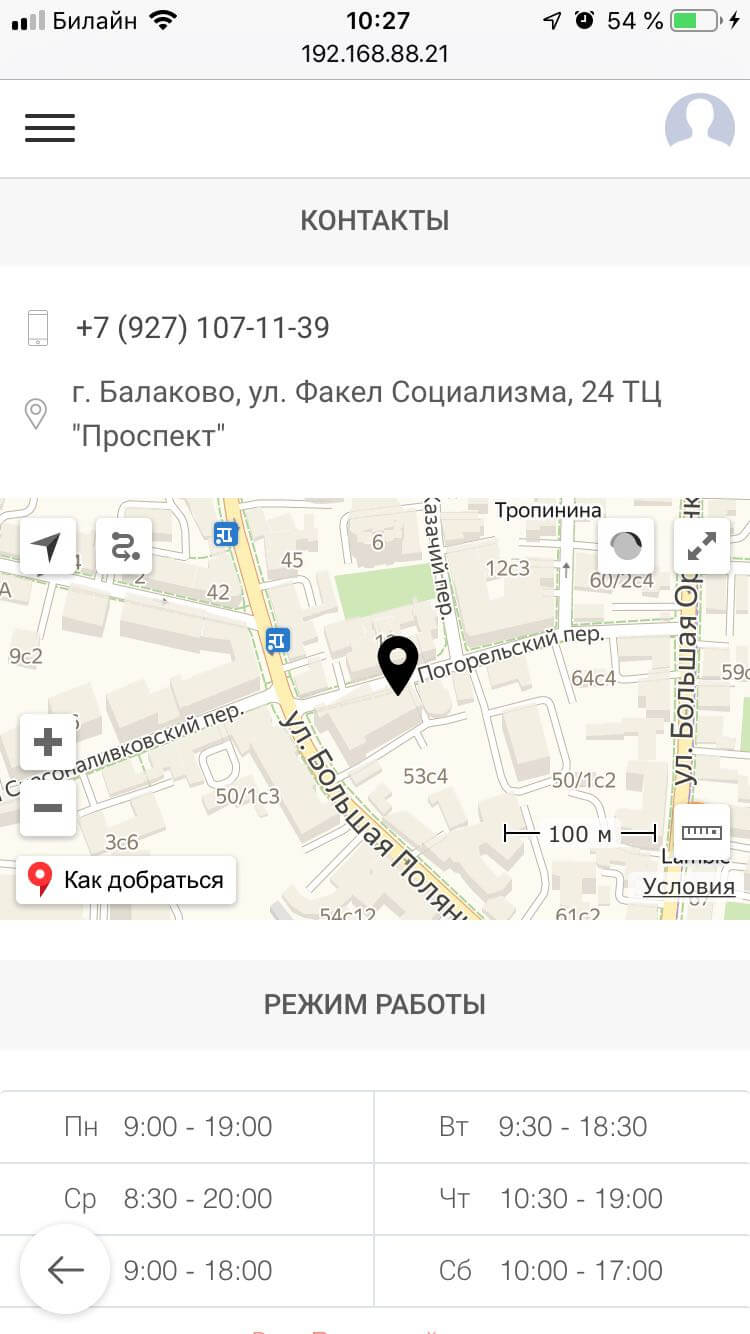 Билайн 10:27 54 %
192.168.88.21
КОНТАКТЫ
+7 (927) 107-11-39
г. Балаково, ул. Факел Социализма, 24 ТЦ
"Проспект"
Тропинина
Казачий пер.
45
6
12с3
60/2с4
42
2
9с2
Погорельский пер.
64с4
59с
ул. Большая Ор
пер.
53с4
50/1с3
50/1с2
ул. Большая Полян
3с6
100 м
Как добраться
Условия
54с12
61с2
РЕЖИМ РАБОТЫ
Пн 9:00 - 19:00 Вт 9:30 - 18:30
Ср 8:30 - 20:00 Чт 10:30 - 19:00
9:00 - 18:00 Сб 10:00 - 17:00